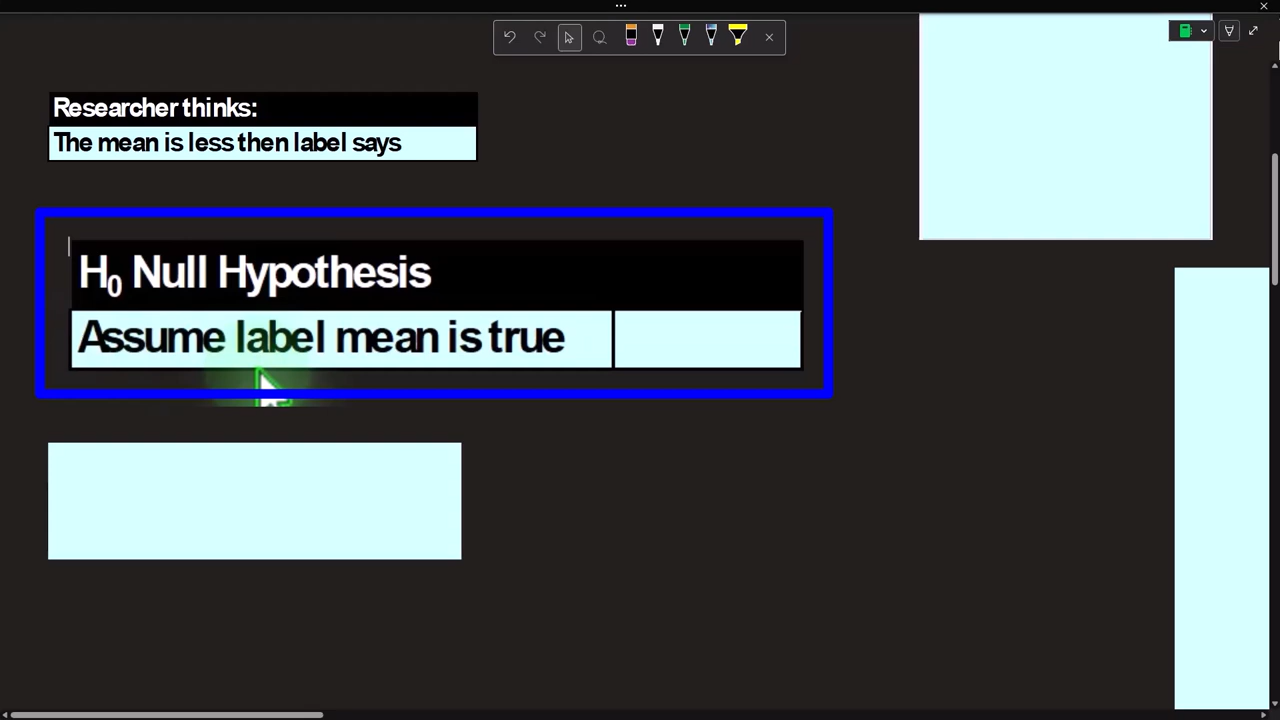 Researcher thinks:
The mean is less then label says
H₀ Null Hypothesis
Assume label mean is true